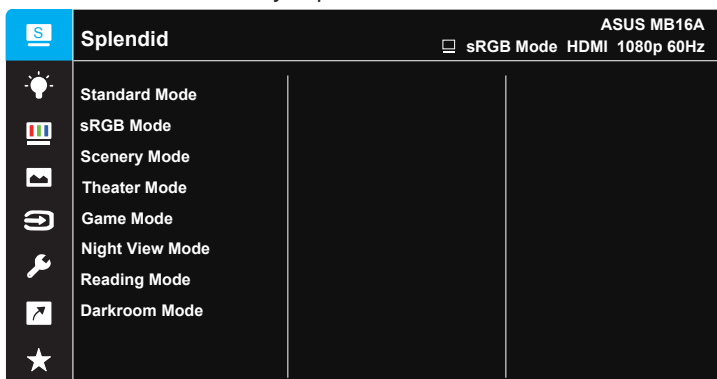 S
Splendid
ASUS MB16A
sRGB Mode HDMI 1080p 60Hz
Standard Mode
sRGB Mode
Scenery Mode
Theater Mode
Game Mode
Night View Mode
Reading Mode
Darkroom Mode